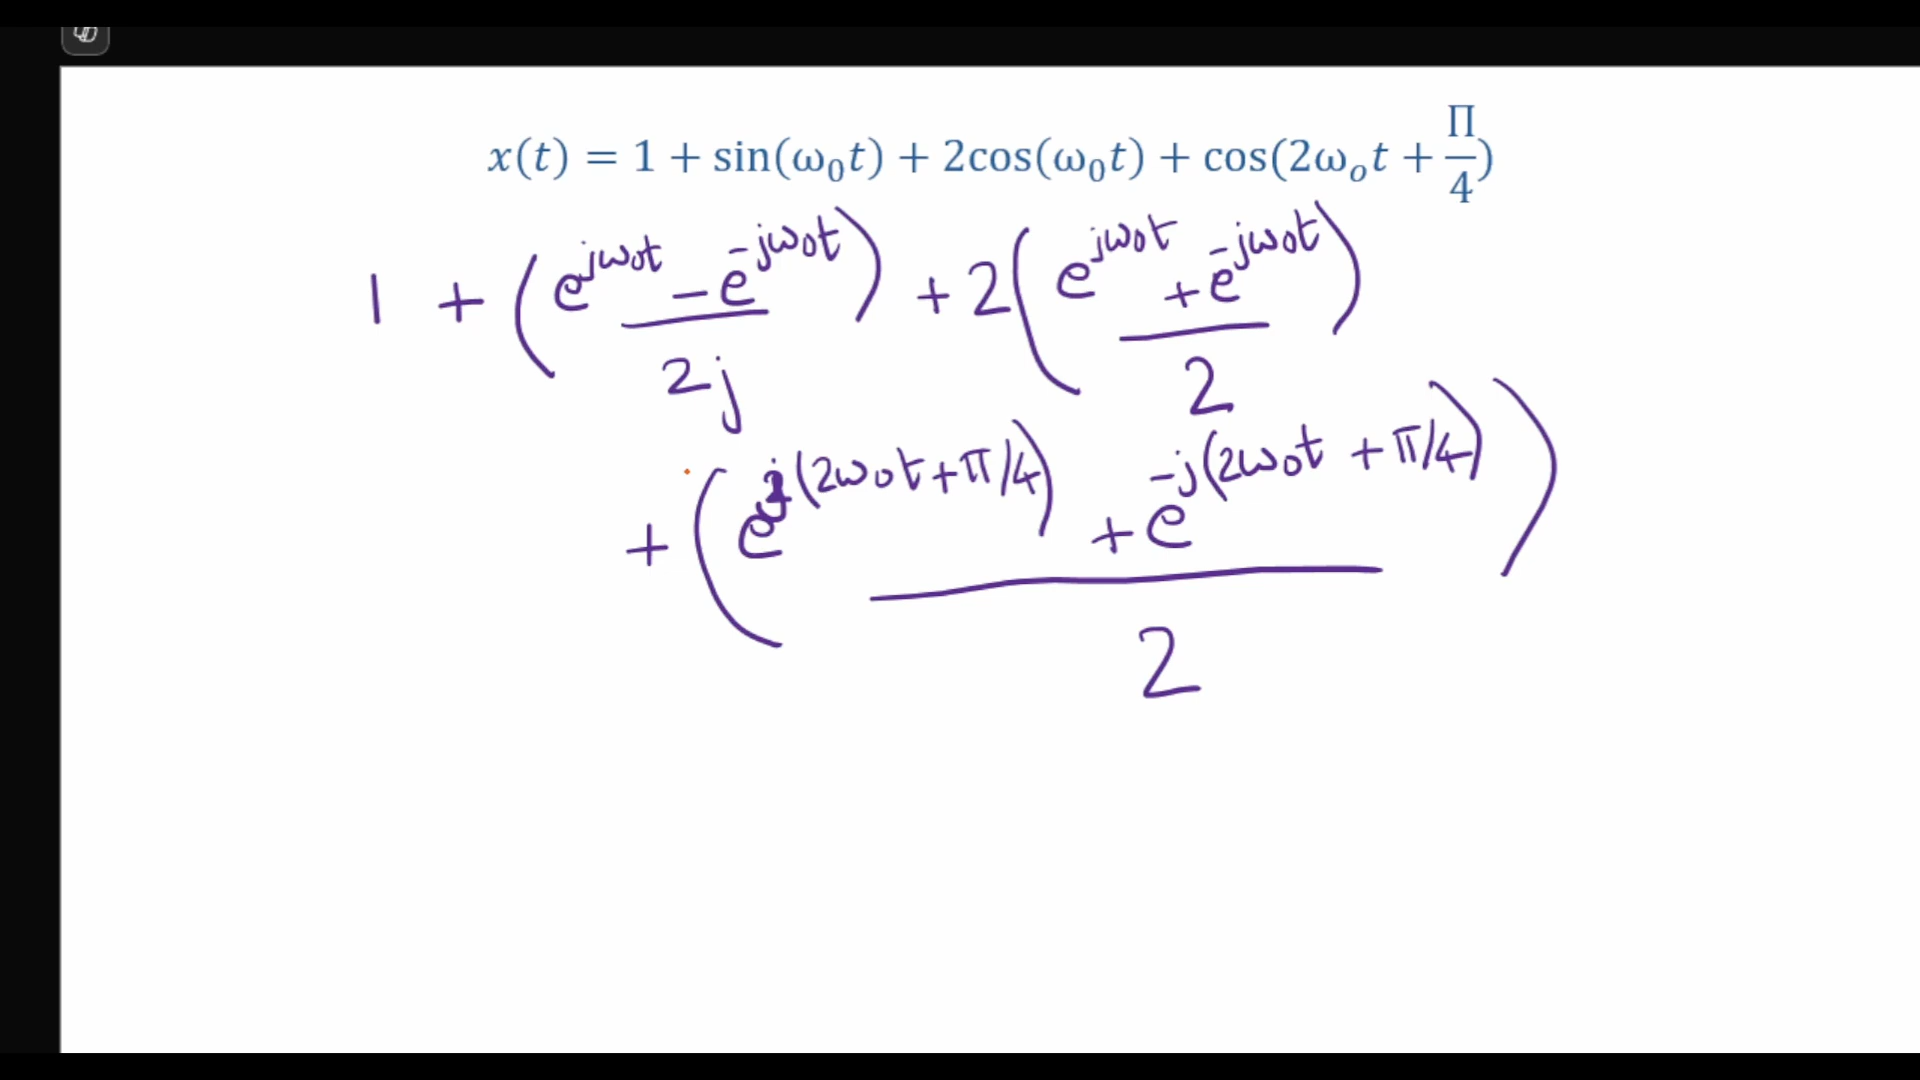 x(t) = 1 + sin(ω₀t) + 2cos(ω₀t) + cos(2ωₒt + Π/4)
1 + (e^{jω₀t} − e^{−jω₀t} / 2j) + 2(e^{jω₀t} + e^{−jω₀t} / 2)
+ (e^{j(2ω₀t+π/4)} + e^{−j(2ω₀t+π/4)} / 2)